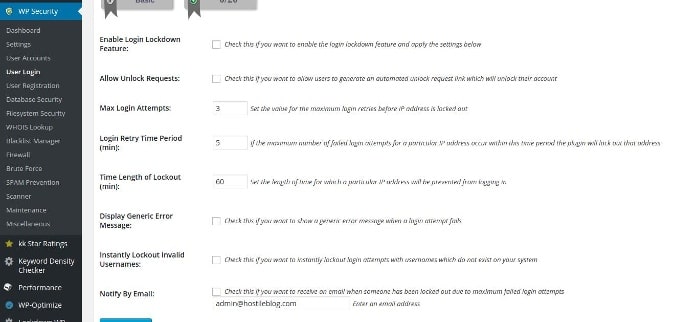 WP Security
Basic
0/20
Dashboard
Settings
User Accounts
User Login
User Registration
Database Security
Filesystem Security
WHOIS Lookup
Blacklist Manager
Firewall
Brute Force
SPAM Prevention
Scanner
Maintenance
Miscellaneous
kk Star Ratings
Keyword Density
Checker
Performance
WP-Optimize
Enable Login Lockdown
Feature:
Check this if you want to enable the login lockdown feature and apply the settings below
Allow Unlock Requests:
Check this if you want to allow users to generate an automated unlock request link which will unlock their account
Max Login Attempts:
3 Set the value for the maximum login retries before IP address is locked out
Login Retry Time Period
(min):
5 If the maximum number of failed login attempts for a particular IP address occur within this time period the plugin will lock out that address
Time Length of Lockout
(min):
60 Set the length of time for which a particular IP address will be prevented from logging in
Display Generic Error
Message:
Check this if you want to show a generic error message when a login attempt fails
Instantly Lockout Invalid
Usernames:
Check this if you want to instantly lockout login attempts with usernames which do not exist on your system
Notify By Email:
Check this if you want to receive an email when someone has been locked out due to maximum failed login attempts
admin@hostileblog.com Enter an email address